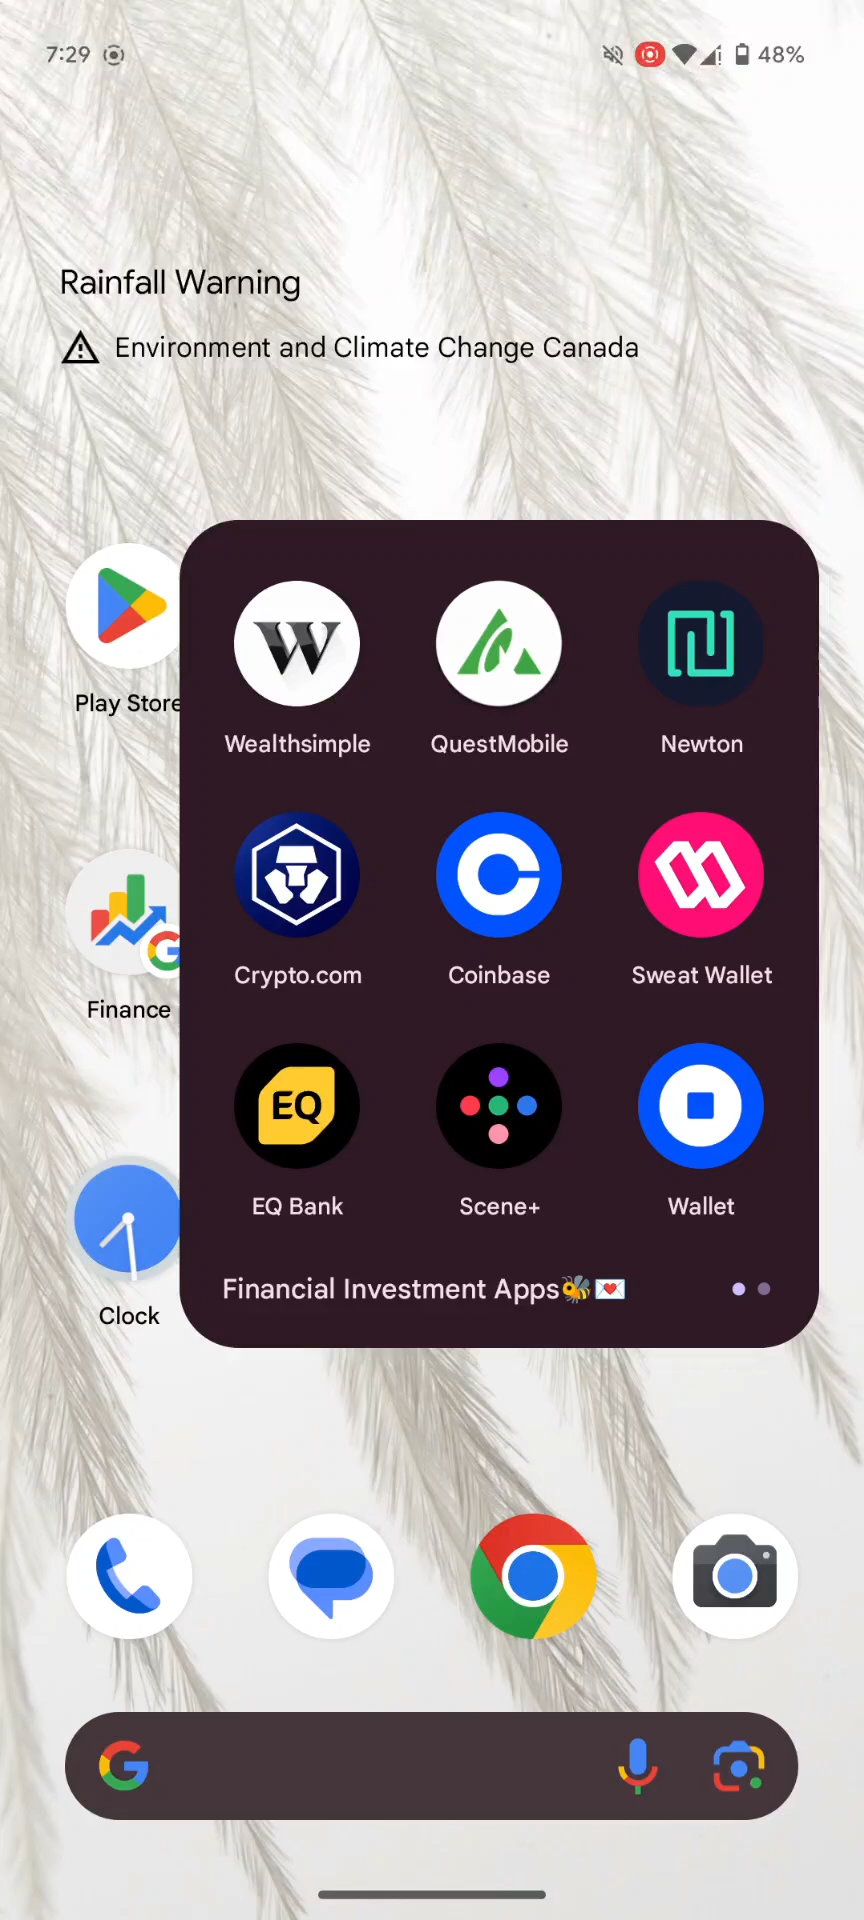 7:29 48%
Rainfall Warning
Environment and Climate Change Canada
Play Store
Finance
Clock
W
Wealthsimple QuestMobile Newton
Crypto.com Coinbase Sweat Wallet
EQ
EQ Bank Scene+ Wallet
Financial Investment Apps🐝💌
G